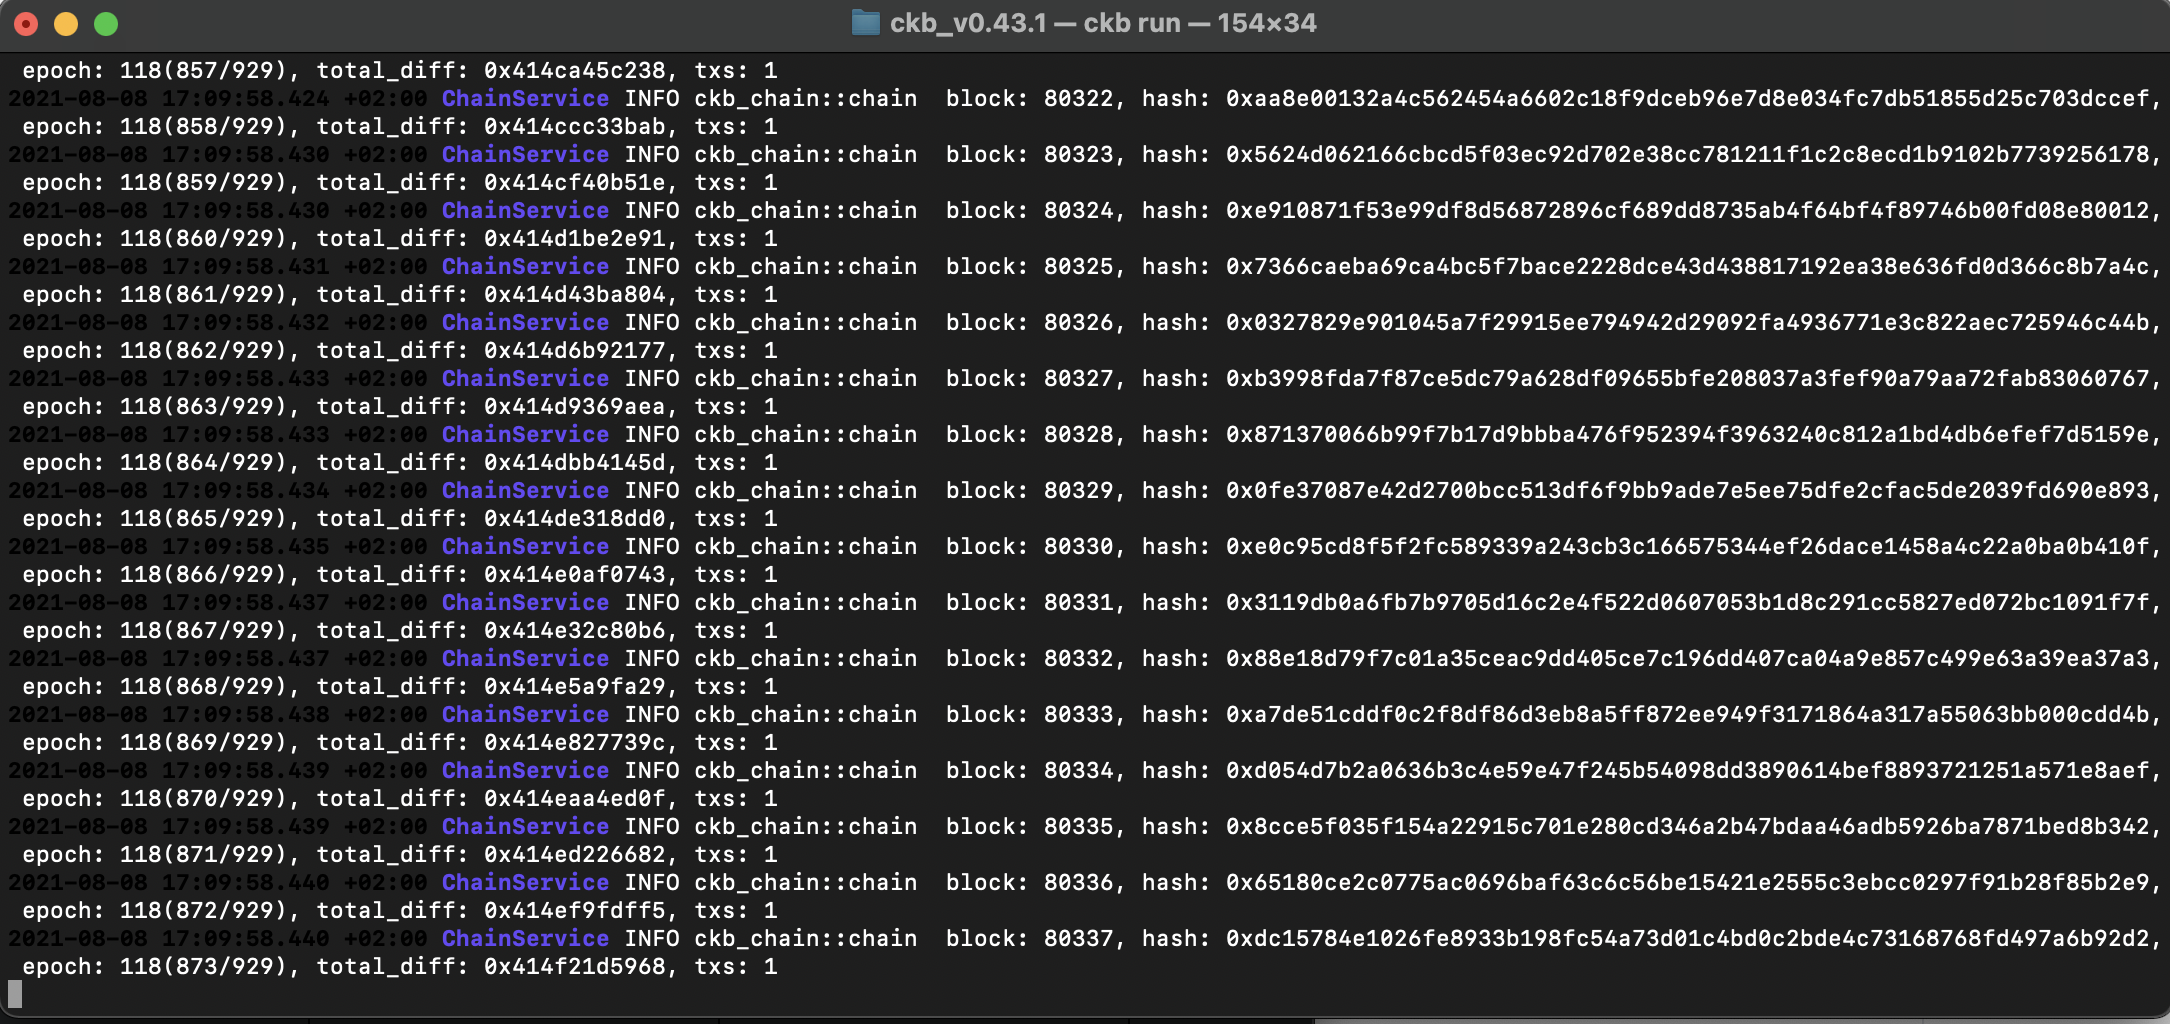 ckb_v0.43.1 — ckb run — 154×34
epoch: 118(857/929), total_diff: 0x414ca45c238, txs: 1
2021-08-08 17:09:58.424 +02:00 ChainService INFO ckb_chain::chain  block: 80322, hash: 0xaa8e00132a4c562454a6602c18f9dceb96e7d8e034fc7db51855d25c703dccef,
epoch: 118(858/929), total_diff: 0x414ccc33bab, txs: 1
2021-08-08 17:09:58.430 +02:00 ChainService INFO ckb_chain::chain  block: 80323, hash: 0x5624d062166cbcd5f03ec92d702e38cc781211f1c2c8ecd1b9102b7739256178,
epoch: 118(859/929), total_diff: 0x414cf40b51e, txs: 1
2021-08-08 17:09:58.430 +02:00 ChainService INFO ckb_chain::chain  block: 80324, hash: 0xe910871f53e99df8d56872896cf689dd8735ab4f64bf4f89746b00fd08e80012,
epoch: 118(860/929), total_diff: 0x414d1be2e91, txs: 1
2021-08-08 17:09:58.431 +02:00 ChainService INFO ckb_chain::chain  block: 80325, hash: 0x7366caeba69ca4bc5f7bace2228dce43d438817192ea38e636fd0d366c8b7a4c,
epoch: 118(861/929), total_diff: 0x414d43ba804, txs: 1
2021-08-08 17:09:58.432 +02:00 ChainService INFO ckb_chain::chain  block: 80326, hash: 0x0327829e901045a7f29915ee794942d29092fa4936771e3c822aec725946c44b,
epoch: 118(862/929), total_diff: 0x414d6b92177, txs: 1
2021-08-08 17:09:58.433 +02:00 ChainService INFO ckb_chain::chain  block: 80327, hash: 0xb3998fda7f87ce5dc79a628df09655bfe208037a3fef90a79aa72fab83060767,
epoch: 118(863/929), total_diff: 0x414d9369aea, txs: 1
2021-08-08 17:09:58.433 +02:00 ChainService INFO ckb_chain::chain  block: 80328, hash: 0x871370066b99f7b17d9bbba476f952394f3963240c812a1bd4db6efef7d5159e,
epoch: 118(864/929), total_diff: 0x414dbb4145d, txs: 1
2021-08-08 17:09:58.434 +02:00 ChainService INFO ckb_chain::chain  block: 80329, hash: 0x0fe37087e42d2700bcc513df6f9bb9ade7e5ee75dfe2cfac5de2039fd690e893,
epoch: 118(865/929), total_diff: 0x414de318dd0, txs: 1
2021-08-08 17:09:58.435 +02:00 ChainService INFO ckb_chain::chain  block: 80330, hash: 0xe0c95cd8f5f2fc589339a243cb3c166575344ef26dace1458a4c22a0ba0b410f,
epoch: 118(866/929), total_diff: 0x414e0af0743, txs: 1
2021-08-08 17:09:58.437 +02:00 ChainService INFO ckb_chain::chain  block: 80331, hash: 0x3119db0a6fb7b9705d16c2e4f522d0607053b1d8c291cc5827ed072bc1091f7f,
epoch: 118(867/929), total_diff: 0x414e32c80b6, txs: 1
2021-08-08 17:09:58.437 +02:00 ChainService INFO ckb_chain::chain  block: 80332, hash: 0x88e18d79f7c01a35ceac9dd405ce7c196dd407ca04a9e857c499e63a39ea37a3,
epoch: 118(868/929), total_diff: 0x414e5a9fa29, txs: 1
2021-08-08 17:09:58.438 +02:00 ChainService INFO ckb_chain::chain  block: 80333, hash: 0xa7de51cddf0c2f8df86d3eb8a5ff872ee949f3171864a317a55063bb000cdd4b,
epoch: 118(869/929), total_diff: 0x414e827739c, txs: 1
2021-08-08 17:09:58.439 +02:00 ChainService INFO ckb_chain::chain  block: 80334, hash: 0xd054d7b2a0636b3c4e59e47f245b54098dd3890614bef8893721251a571e8aef,
epoch: 118(870/929), total_diff: 0x414eaa4ed0f, txs: 1
2021-08-08 17:09:58.439 +02:00 ChainService INFO ckb_chain::chain  block: 80335, hash: 0x8cce5f035f154a22915c701e280cd346a2b47bdaa46adb5926ba7871bed8b342,
epoch: 118(871/929), total_diff: 0x414ed226682, txs: 1
2021-08-08 17:09:58.440 +02:00 ChainService INFO ckb_chain::chain  block: 80336, hash: 0x65180ce2c0775ac0696baf63c6c56be15421e2555c3ebcc0297f91b28f85b2e9,
epoch: 118(872/929), total_diff: 0x414ef9fdff5, txs: 1
2021-08-08 17:09:58.440 +02:00 ChainService INFO ckb_chain::chain  block: 80337, hash: 0xdc15784e1026fe8933b198fc54a73d01c4bd0c2bde4c73168768fd497a6b92d2,
epoch: 118(873/929), total_diff: 0x414f21d5968, txs: 1